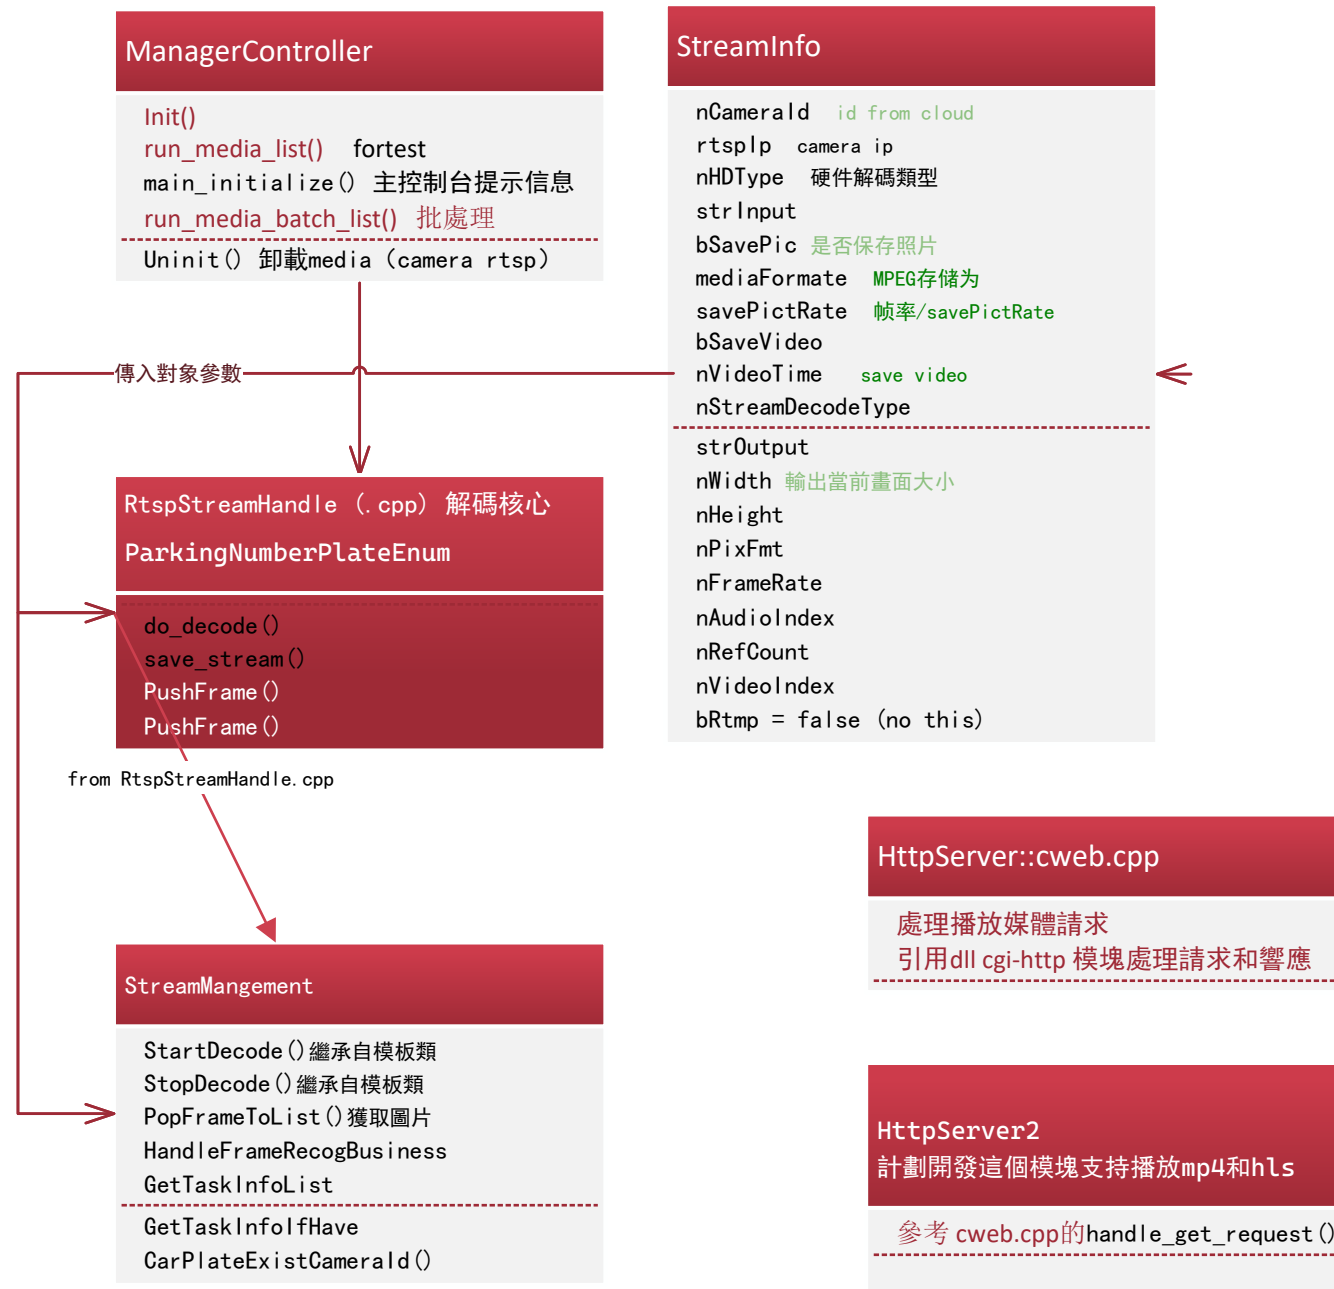 ManagerController
Init()
run_media_list() fortest
main_initialize() 主控制台提示信息
run_media_batch_list() 批處理
Uninit() 卸載media（camera rtsp）
StreamInfo
nCameraId id from cloud
rtspIp camera ip
nHDType 硬件解碼類型
strInput
bSavePic 是否保存照片
mediaFormate MPEG存储为
savePictRate 帧率/savePictRate
bSaveVideo
nVideoTime save video
nStreamDecodeType
strOutput
nWidth 輸出當前畫面大小
nHeight
nPixFmt
nFrameRate
nAudioIndex
nRefCount
nVideoIndex
bRtmp = false (no this)
傳入對象參數
RtspStreamHandle (.cpp) 解碼核心
ParkingNumberPlateEnum
do_decode()
save_stream()
PushFrame()
PushFrame()
from RtspStreamHandle.cpp
StreamMangement
StartDecode()繼承自模板類
StopDecode()繼承自模板類
PopFrameToList()獲取圖片
HandleFrameRecogBusiness
GetTaskInfoList
GetTaskInfoIfHave
CarPlateExistCameraId()
HttpServer::cweb.cpp
處理播放媒體請求
引用dll cgi-http 模塊處理請求和響應
HttpServer2
計劃開發這個模塊支持播放mp4和hls
參考 cweb.cpp的handle_get_request()